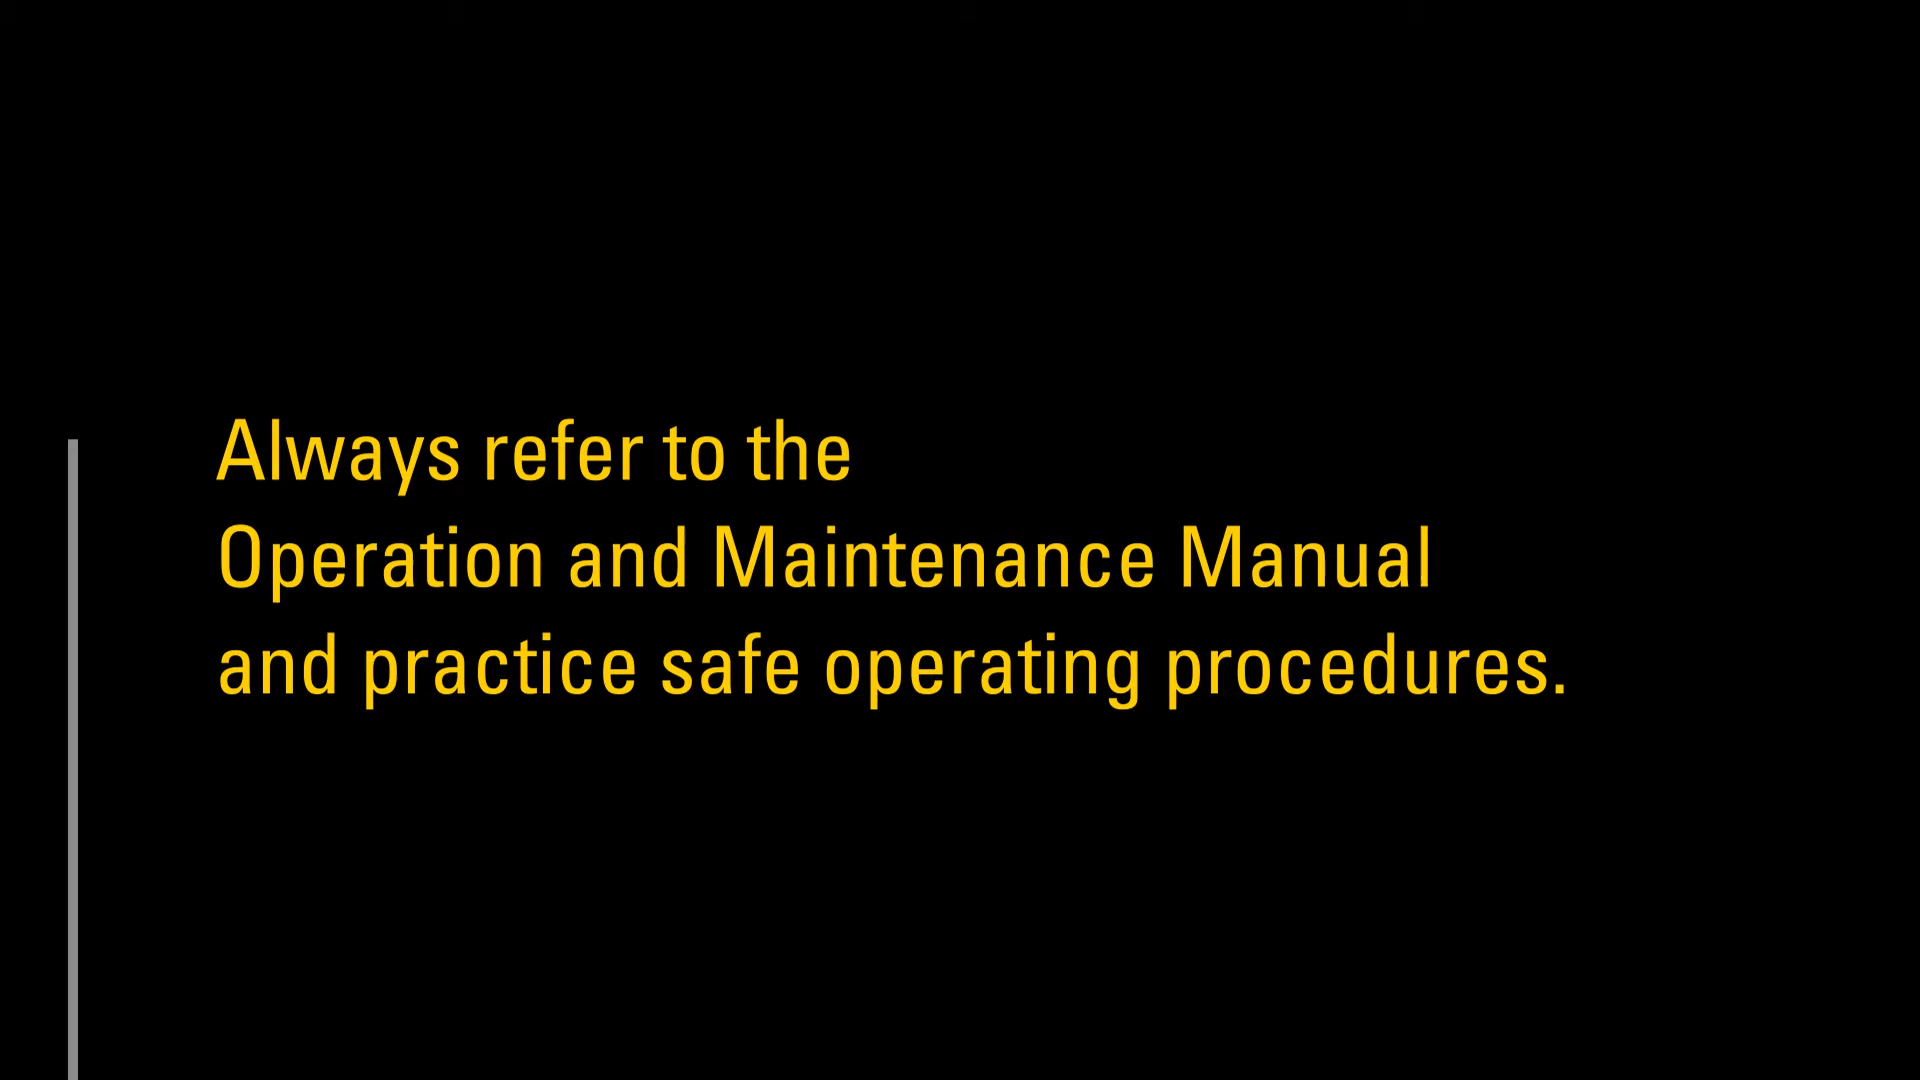 Always refer to the
Operation and Maintenance Manual
and practice safe operating procedures.